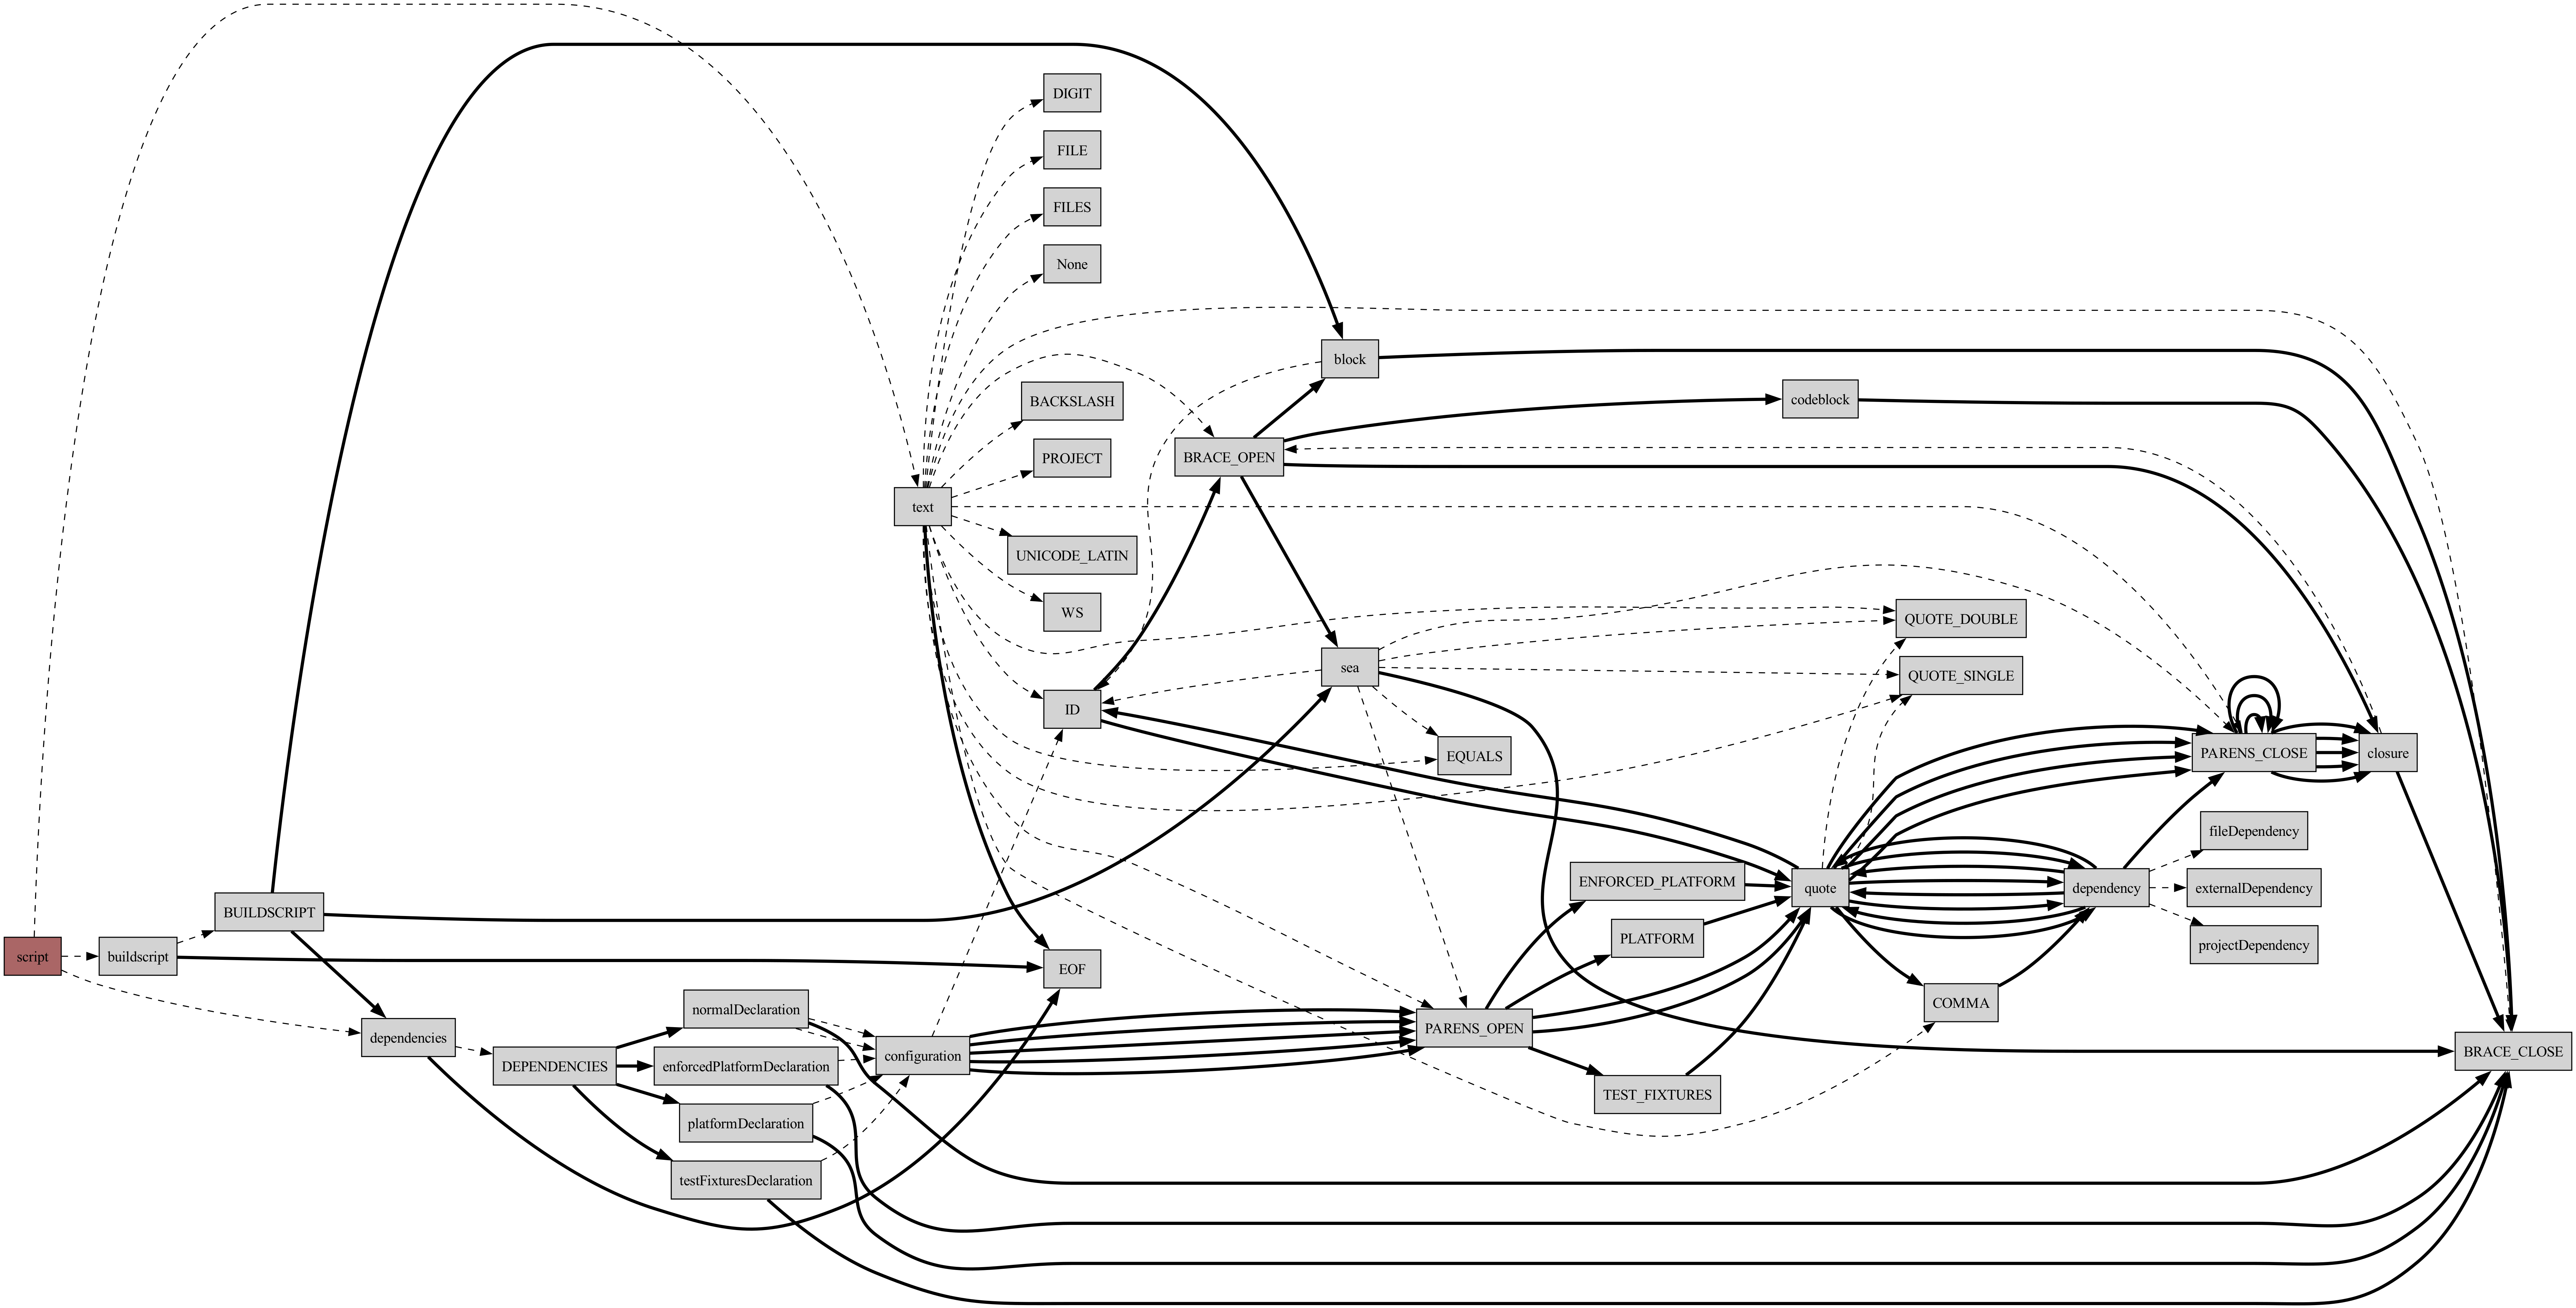 DIGIT
FILE
FILES
None
block
BACKSLASH
codeblock
PROJECT
BRACE_OPEN
text
UNICODE_LATIN
WS
QUOTE_DOUBLE
sea
QUOTE_SINGLE
ID
EQUALS
PARENS_CLOSE
closure
fileDependency
ENFORCED_PLATFORM
quote
dependency
externalDependency
BUILDSCRIPT
PLATFORM
projectDependency
script
buildscript
EOF
COMMA
normalDeclaration
PARENS_OPEN
dependencies
BRACE_CLOSE
configuration
DEPENDENCIES
enforcedPlatformDeclaration
TEST_FIXTURES
platformDeclaration
testFixturesDeclaration